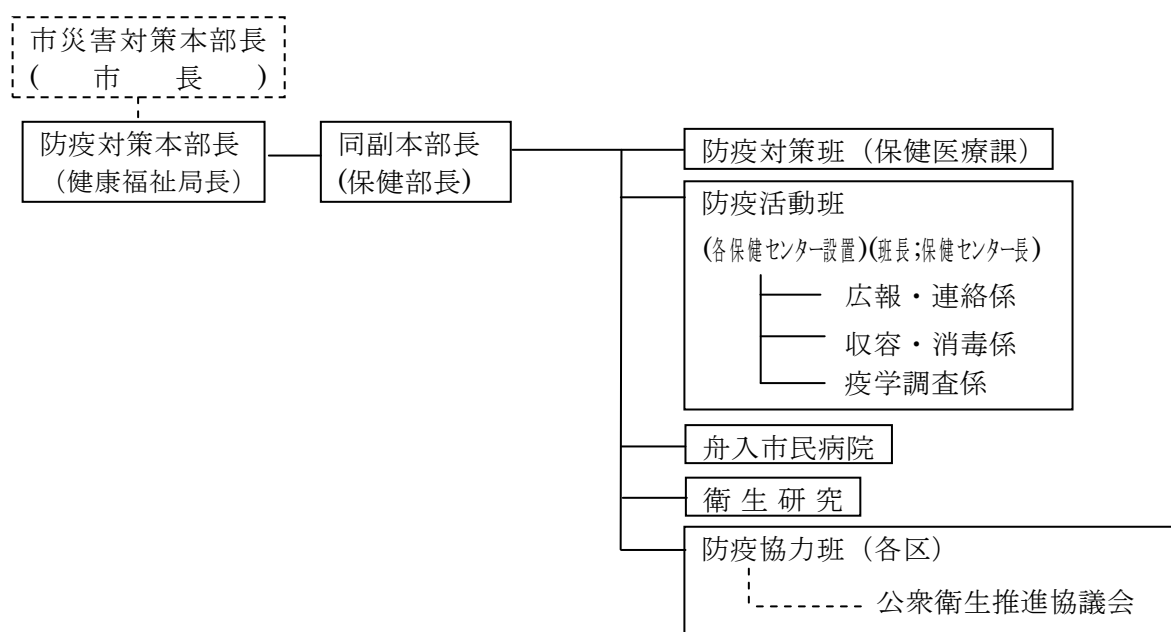 市災害対策本部長
(　市　長　)
防疫対策本部長
（健康福祉局長）
同副本部長
(保健部長)
防疫対策班（保健医療課）
防疫活動班
(各保健センター設置)(班長;保健センター長)
広報・連絡係
収容・消毒係
疫学調査係
舟入市民病院
衛生研究
防疫協力班（各区）
公衆衛生推進協議会